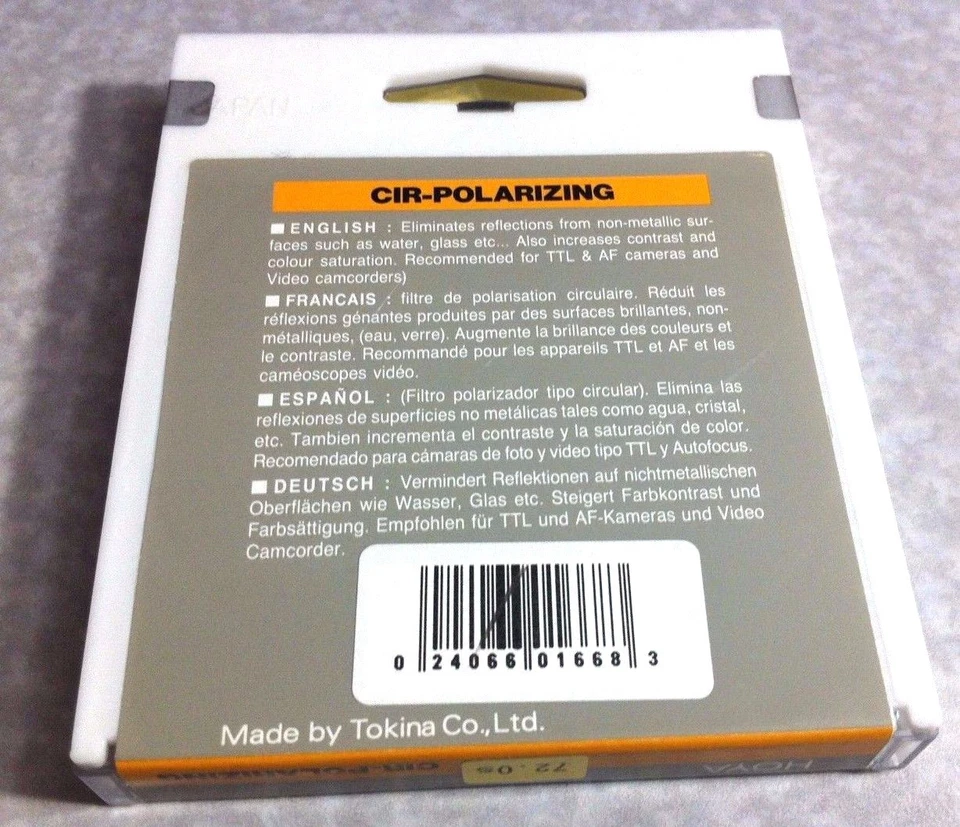 JAPAN
CIR-POLARIZING
ENGLISH : Eliminates reflections from non-metallic sur-
faces such as water, glass etc... Also increases contrast and
colour saturation. Recommended for TTL & AF cameras and
Video camcorders)
FRANCAIS : filtre de polarisation circulaire. Réduit les
réflexions génantes produites par des surfaces brillantes, non-
métalliques, (eau, verre). Augmente la brillance des couleurs et
le contraste. Recommandé pour les appareils TTL et AF et les
caméoscopes vidéo.
ESPAÑOL : (Filtro polarizador tipo circular). Elimina las
reflexiones de superficies no metálicas tales como agua, cristal,
etc. Tambien incrementa el contraste y la saturación de color.
Recomendado para cámaras de foto y video tipo TTL y Autofocus.
DEUTSCH : Vermindert Reflektionen auf nichtmetallischen
Oberflächen wie Wasser, Glas etc. Steigert Farbkontrast und
Farbsättigung. Empfohlen für TTL und AF-Kameras und Video
Camcorder.
0 24066 01668 3
Made by Tokina Co.,Ltd.
HOYA 72.0s CIR-POLARIZING